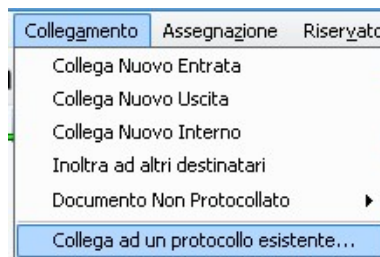 Collegamento Assegnazione Riservato
Collega Nuovo Entrata
Collega Nuovo Uscita
Collega Nuovo Interno
Inoltra ad altri destinatari
Documento Non Protocollato
Collega ad un protocollo esistente...